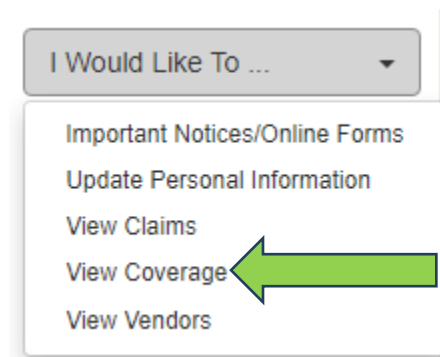 I Would Like To ...
Important Notices/Online Forms
Update Personal Information
View Claims
View Coverage
View Vendors